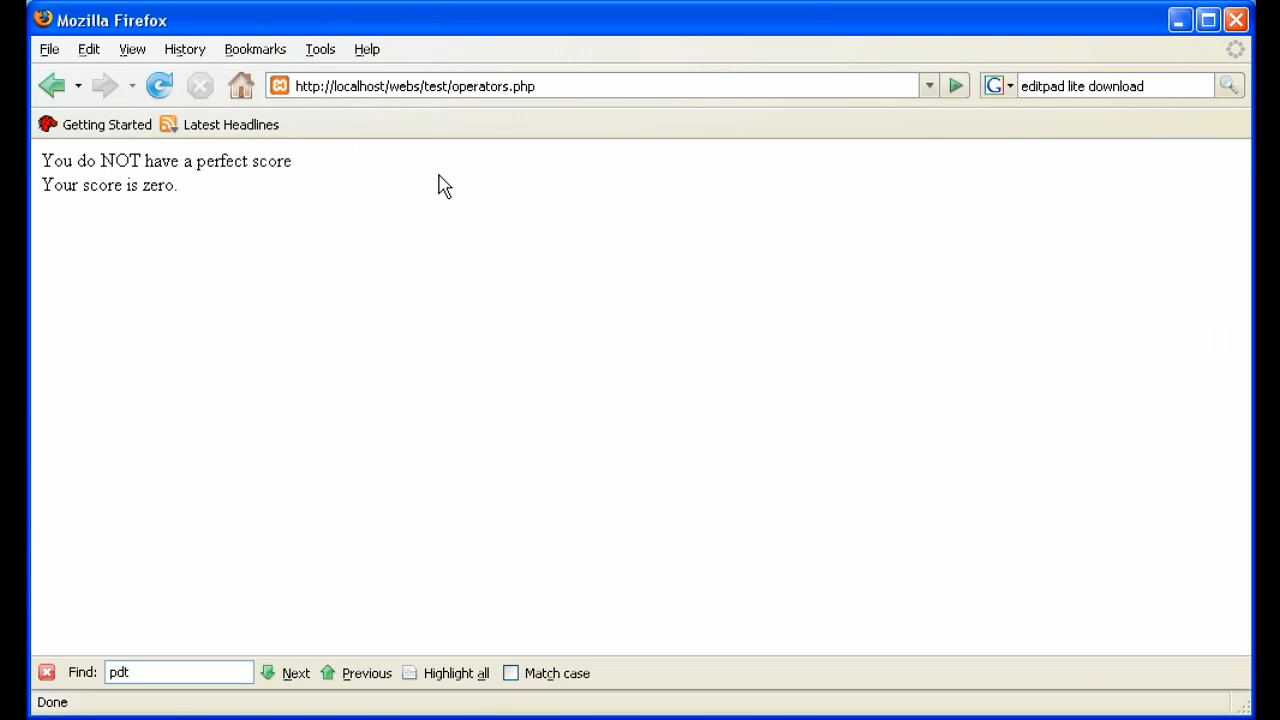 Mozilla Firefox
File Edit View History Bookmarks Tools Help
http://localhost/webs/test/operators.php G editpad lite download
Getting Started Latest Headlines
You do NOT have a perfect score
Your score is zero.
Find: pdt Next Previous Highlight all Match case
Done